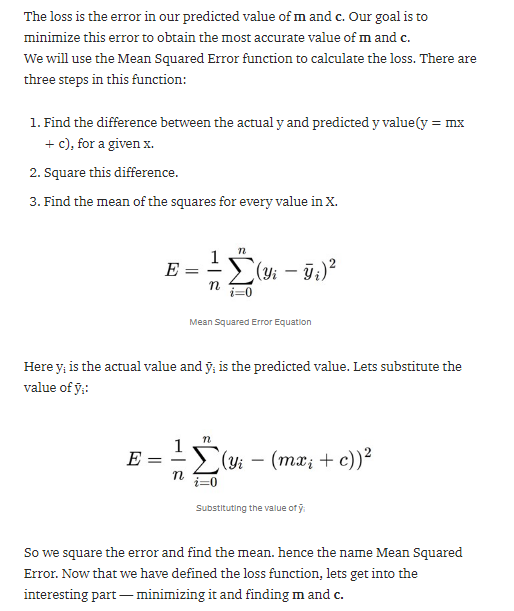 The loss is the error in our predicted value of m and c. Our goal is to
minimize this error to obtain the most accurate value of m and c.
We will use the Mean Squared Error function to calculate the loss. There are
three steps in this function:
1. Find the difference between the actual y and predicted y value(y = mx
+ c), for a given x.
2. Square this difference.
3. Find the mean of the squares for every value in X.
E = \frac{1}{n} \sum_{i=0}^{n} (y_i - \bar{y}_i)^2
Mean Squared Error Equation
Here yᵢ is the actual value and ȳᵢ is the predicted value. Lets substitute the
value of ȳᵢ:
E = \frac{1}{n} \sum_{i=0}^{n} (y_i - (mx_i + c))^2
Substituting the value of ȳᵢ
So we square the error and find the mean. hence the name Mean Squared
Error. Now that we have defined the loss function, lets get into the
interesting part — minimizing it and finding m and c.